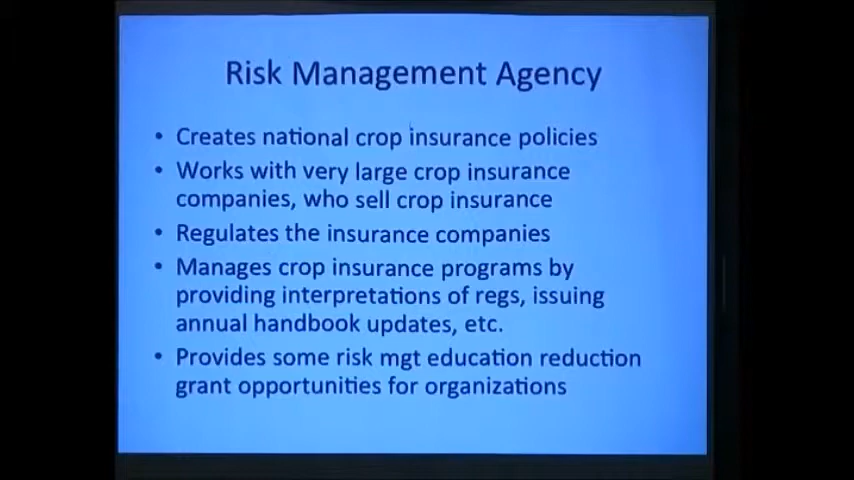 Risk Management Agency
• Creates national crop insurance policies
• Works with very large crop insurance
companies, who sell crop insurance
• Regulates the insurance companies
• Manages crop insurance programs by
providing interpretations of regs, issuing
annual handbook updates, etc.
• Provides some risk mgt education reduction
grant opportunities for organizations